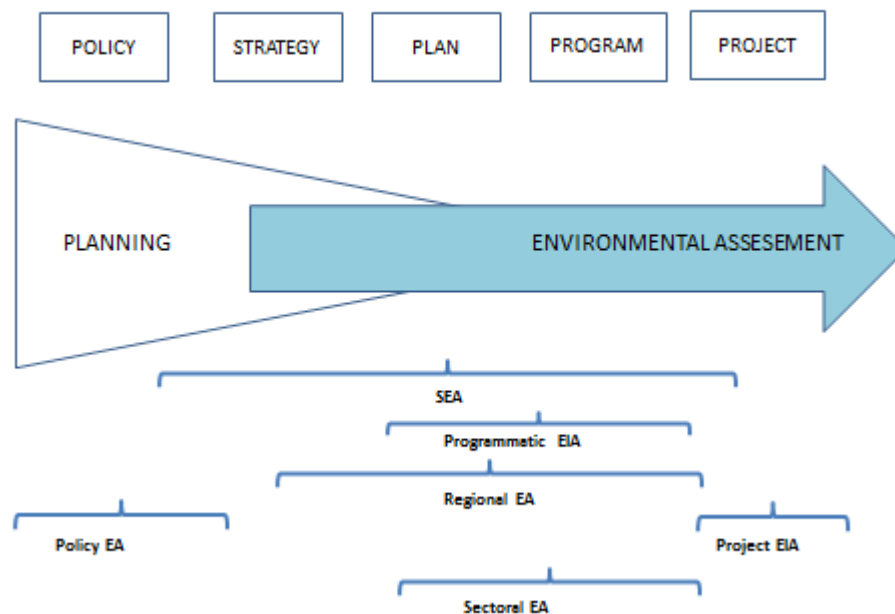 POLICY
STRATEGY
PLAN
PROGRAM
PROJECT
PLANNING
ENVIRONMENTAL ASSESEMENT
SEA
Programmatic EIA
Regional EA
Policy EA
Project EIA
Sectoral EA